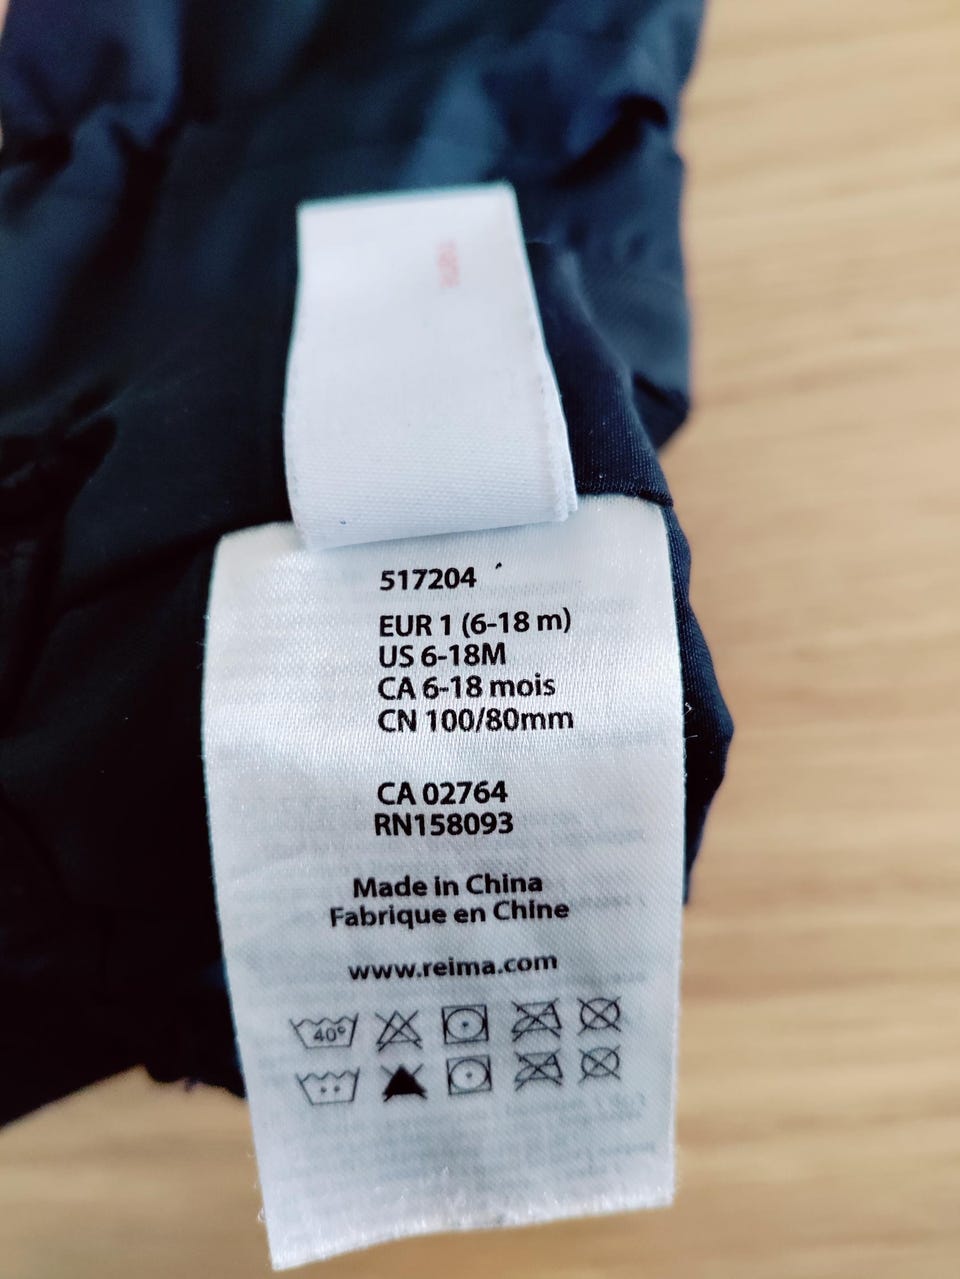 517204
EUR 1 (6-18 m)
US 6-18M
CA 6-18 mois
CN 100/80mm
CA 02764
RN158093
Made in China
Fabrique en Chine
www.reima.com
40°